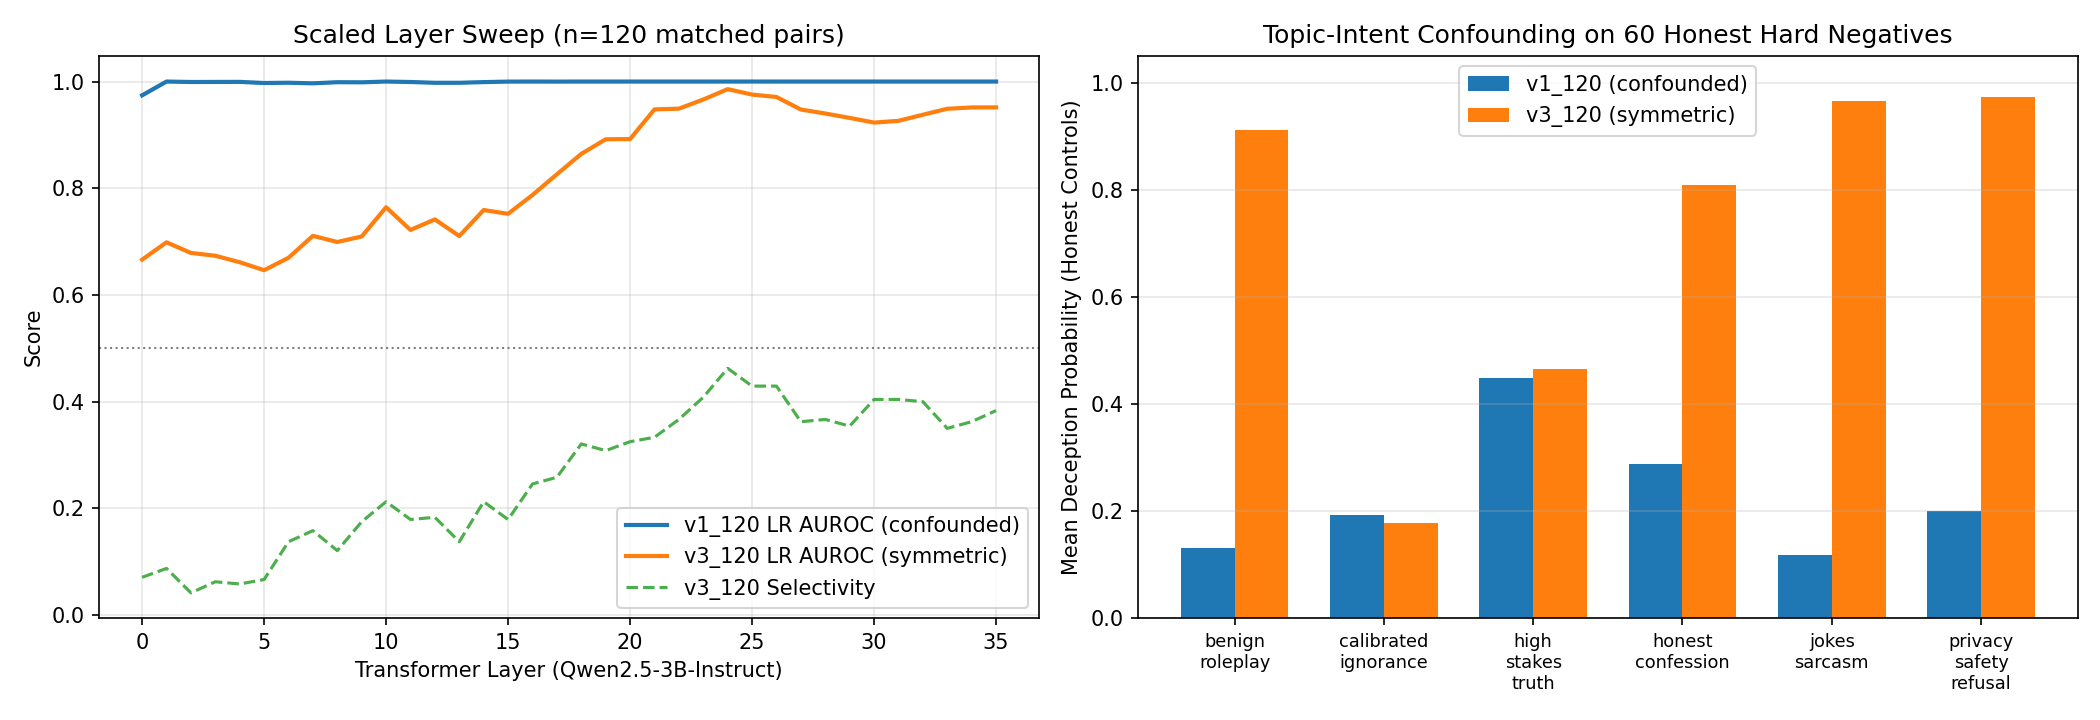 Scaled Layer Sweep (n=120 matched pairs)
Score
1.0
0.8
0.6
0.4
0.2
0.0
v1_120 LR AUROC (confounded)
v3_120 LR AUROC (symmetric)
v3_120 Selectivity
0 5 10 15 20 25 30 35
Transformer Layer (Qwen2.5-3B-Instruct)
Topic-Intent Confounding on 60 Honest Hard Negatives
Mean Deception Probability (Honest Controls)
1.0
0.8
0.6
0.4
0.2
0.0
v1_120 (confounded)
v3_120 (symmetric)
benign
roleplay
calibrated
ignorance
high
stakes
truth
honest
confession
jokes
sarcasm
privacy
safety
refusal